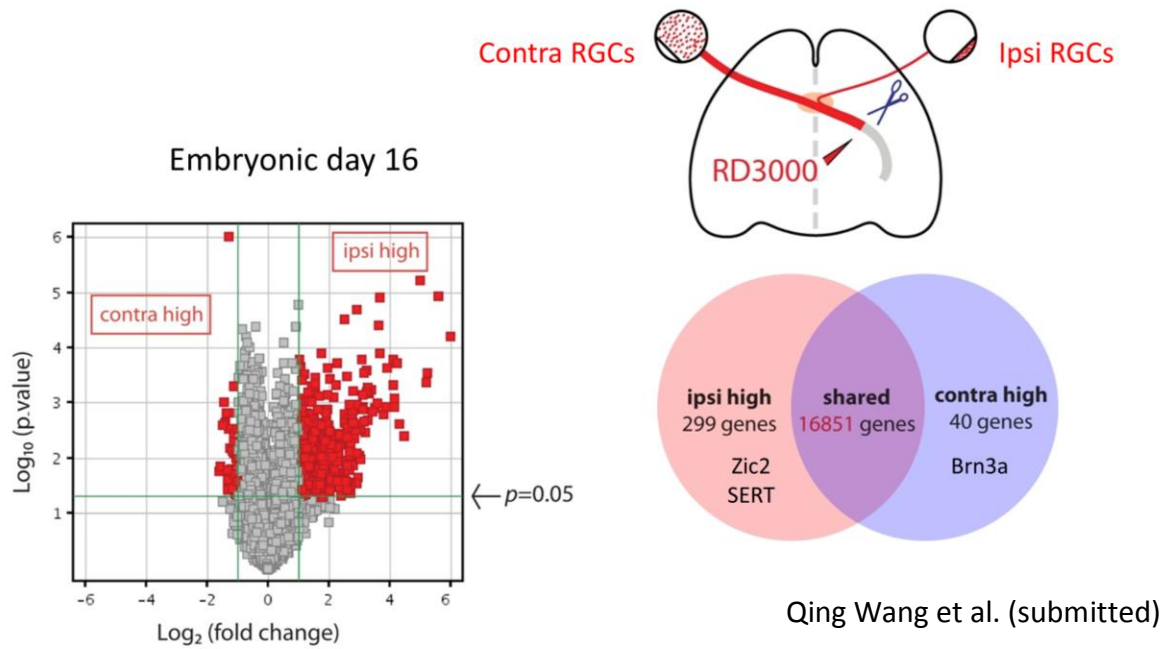 Contra RGCs
Ipsi RGCs
RD3000
Embryonic day 16
ipsi high
contra high
6
5
4
3
2
1
Log₁₀ (p.value)
p=0.05
-6 -4 -2 0 2 4 6
Log₂ (fold change)
ipsi high
299 genes
Zic2
SERT
shared
16851 genes
contra high
40 genes
Brn3a
Qing Wang et al. (submitted)